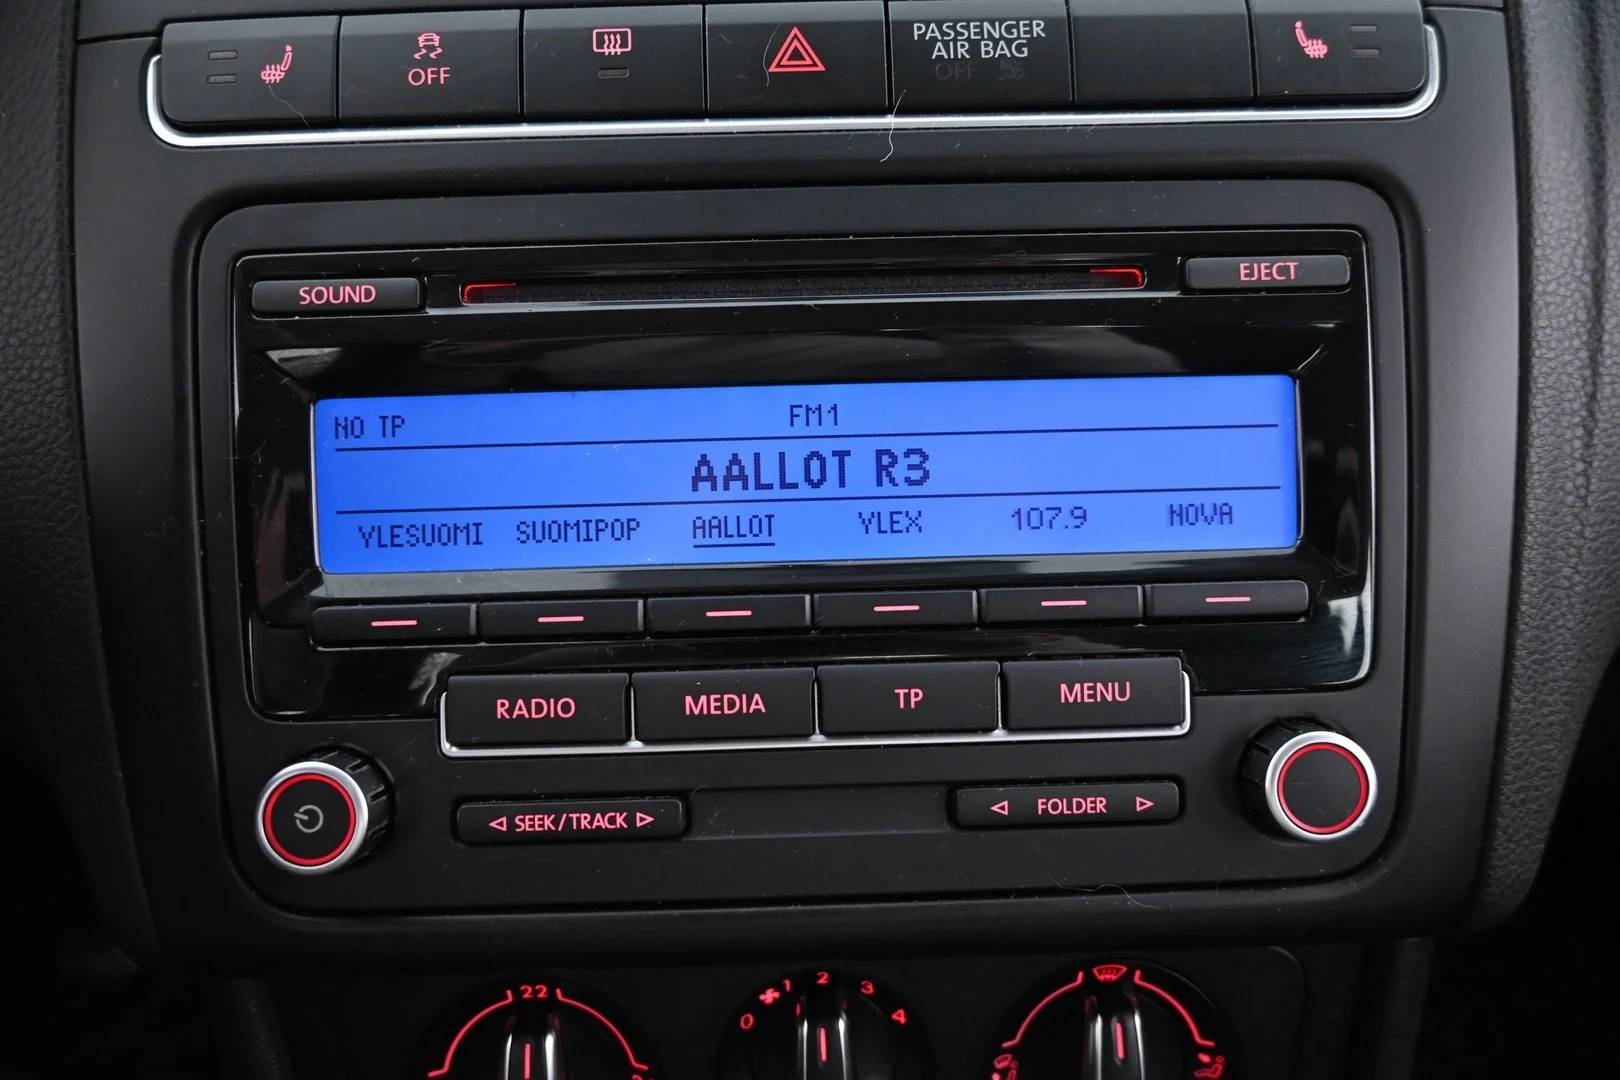 OFF
PASSENGER
AIR BAG
OFF
SOUND
EJECT
NO TP
FM1
AALLOT R3
YLESUOMI SUOMIPOP AALLOT YLEX 107.9 NOVA
RADIO MEDIA TP MENU
SEEK/TRACK
FOLDER
22
0 1 2 3 4